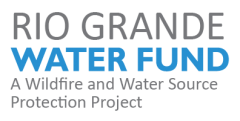 RIO GRANDE
WATER FUND
A Wildfire and Water Source
Protection Project